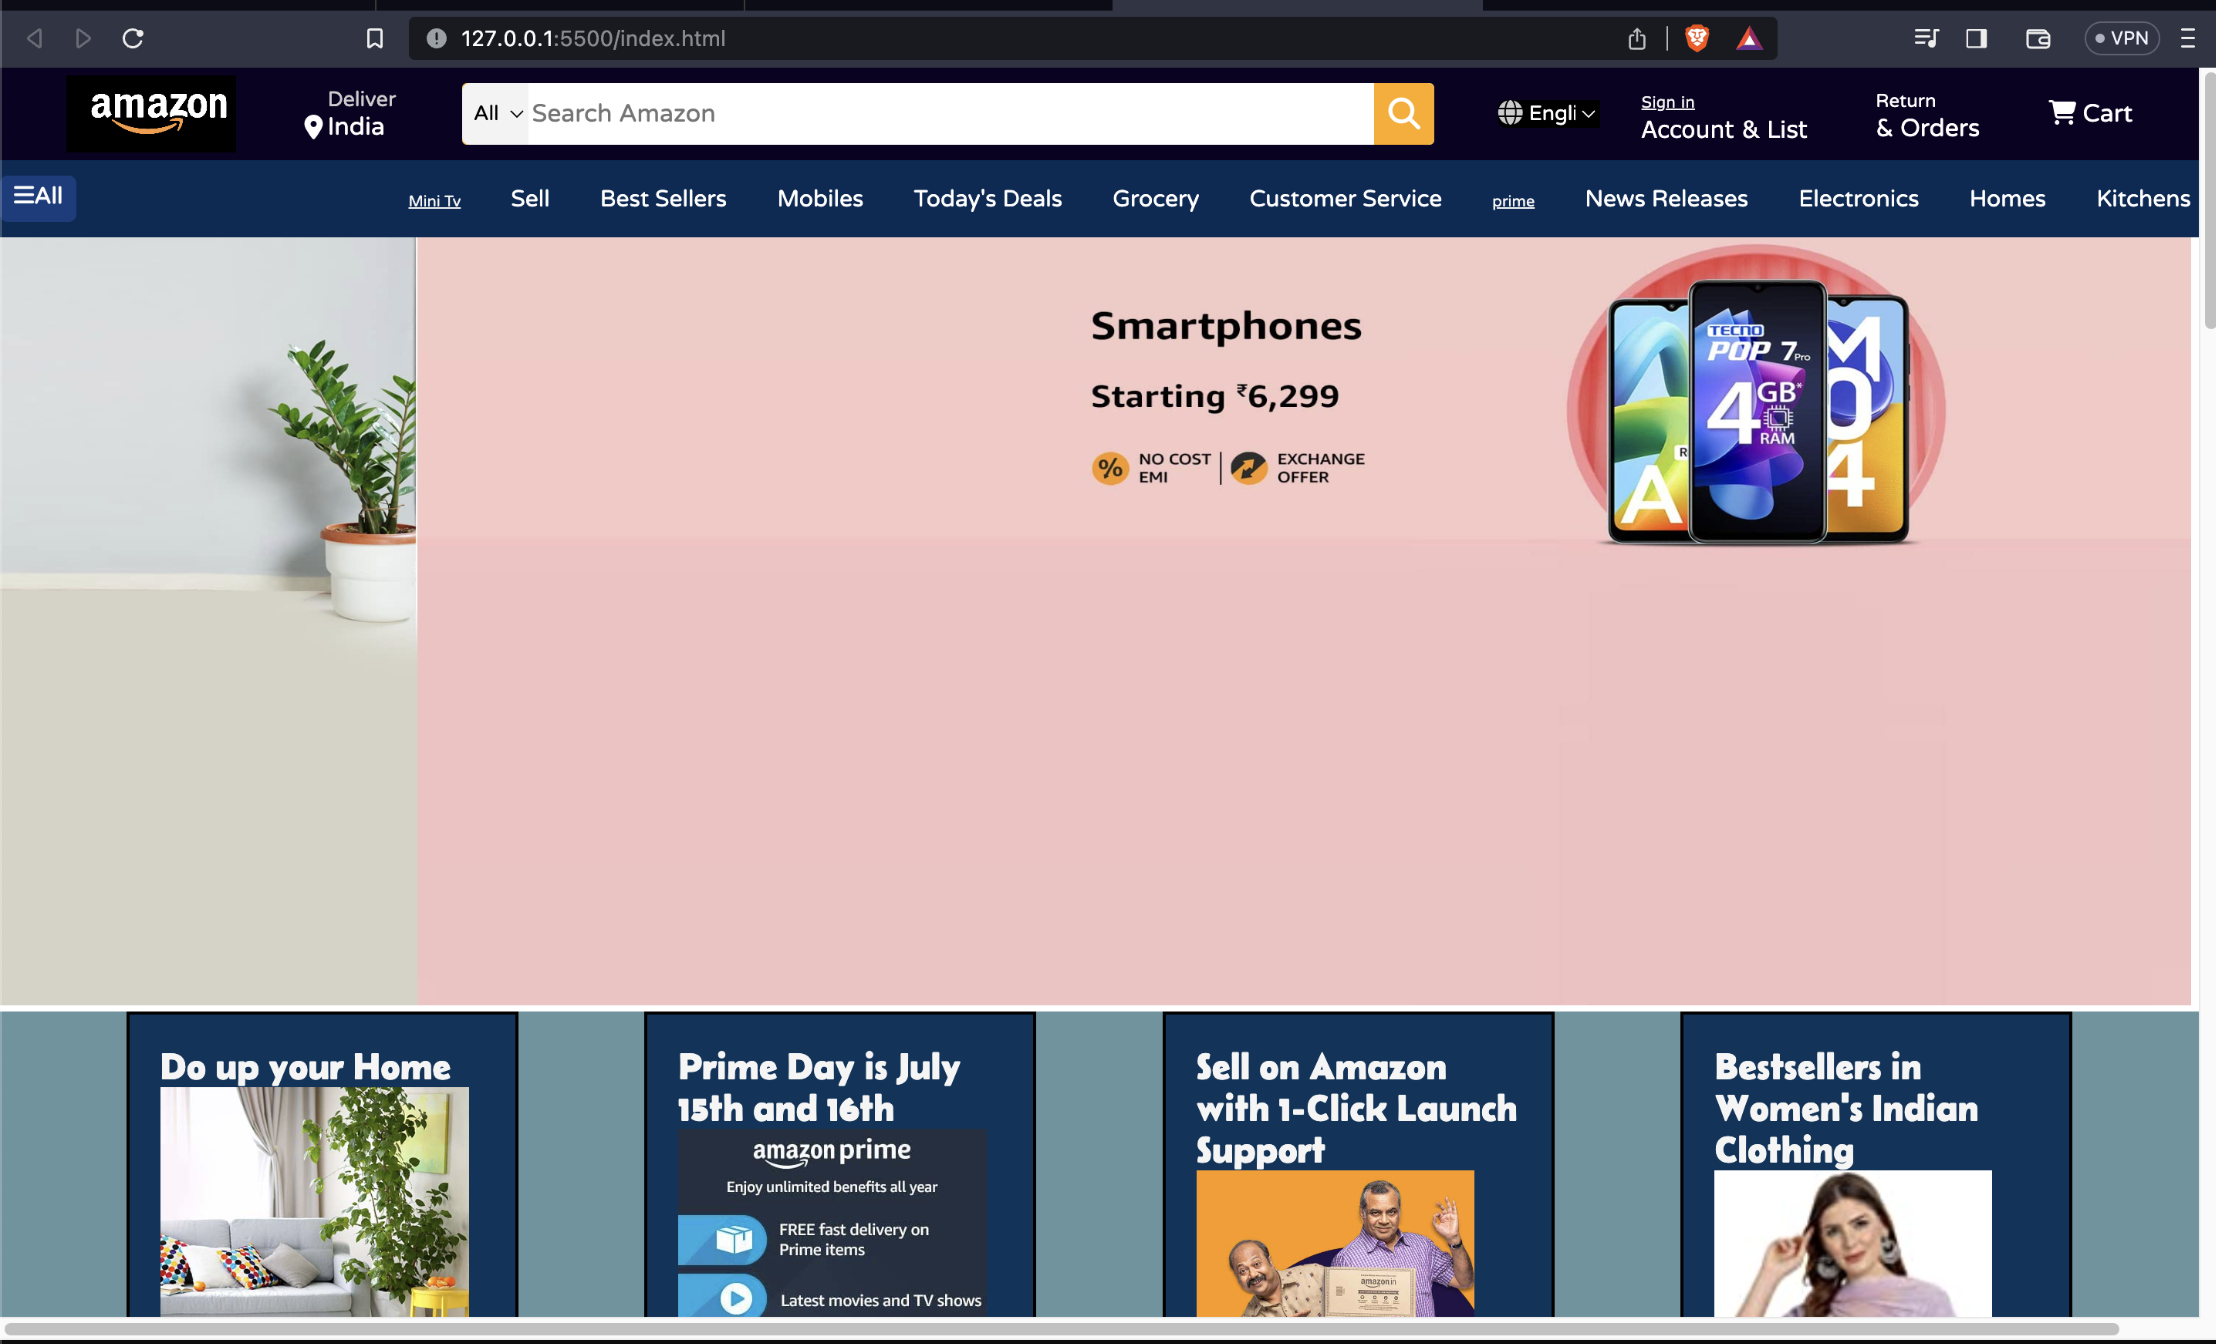 127.0.0.1:5500/index.html
VPN
amazon
Deliver
India
All
Search Amazon
Engli
Sign in
Account & List
Return
& Orders
Cart
All
Mini Tv
Sell
Best Sellers
Mobiles
Today's Deals
Grocery
Customer Service
prime
News Releases
Electronics
Homes
Kitchens
Smartphones
Starting ₹6,299
% NO COST
EMI
EXCHANGE
OFFER
A
R
TECNO
POP 7 Pro
4GB*
RAM
M
0
4
Do up your Home
Prime Day is July
15th and 16th
amazon prime
Enjoy unlimited benefits all year
FREE fast delivery on
Prime items
Latest movies and TV shows
Sell on Amazon
with 1-Click Launch
Support
amazon.in
Bestsellers in
Women's Indian
Clothing